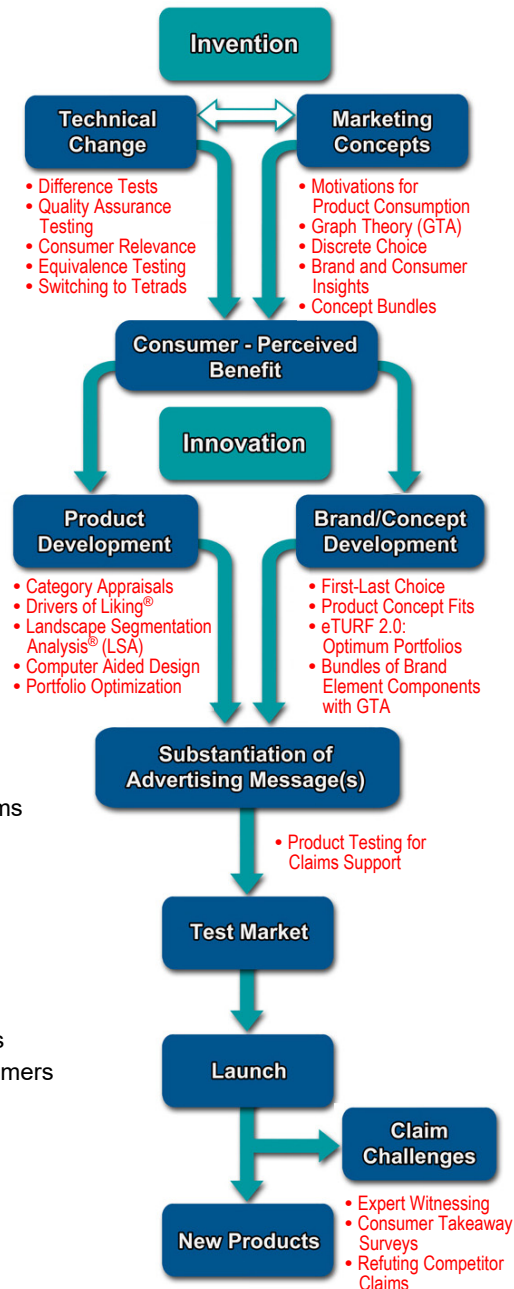 Invention
Technical
Change
Marketing
Concepts
• Difference Tests
• Quality Assurance
Testing
• Consumer Relevance
• Equivalence Testing
• Switching to Tetrads
• Motivations for
Product Consumption
• Graph Theory (GTA)
• Discrete Choice
• Brand and Consumer
Insights
• Concept Bundles
Consumer - Perceived
Benefit
Innovation
Product
Development
Brand/Concept
Development
• Category Appraisals
• Drivers of Liking®
• Landscape Segmentation
Analysis® (LSA)
• Computer Aided Design
• Portfolio Optimization
• First-Last Choice
• Product Concept Fits
• eTURF 2.0:
Optimum Portfolios
• Bundles of Brand
Element Components
with GTA
Substantiation of
Advertising Message(s)
ms
• Product Testing for
Claims Support
Test Market
s
mers
Launch
Claim
Challenges
New Products
• Expert Witnessing
• Consumer Takeaway
Surveys
• Refuting Competitor
Claims